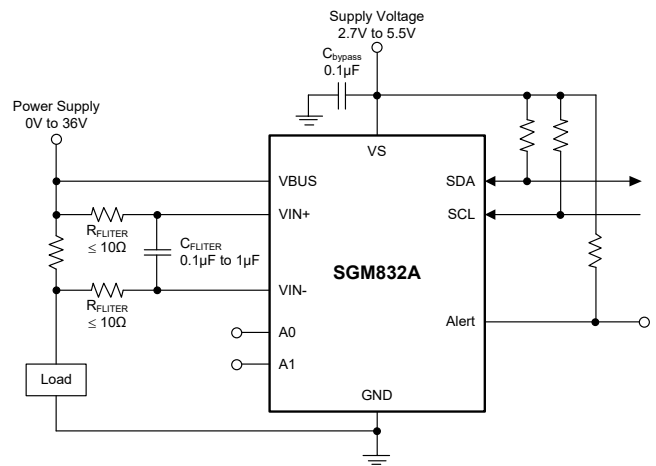 Supply Voltage
2.7V to 5.5V
Cbypass
0.1µF
Power Supply
0V to 36V
VS
VBUS
SDA
VIN+
SCL
RFLITER
≤ 10Ω
CFLITER
0.1µF to 1µF
SGM832A
VIN-
RFLITER
≤ 10Ω
A0
Alert
A1
Load
GND